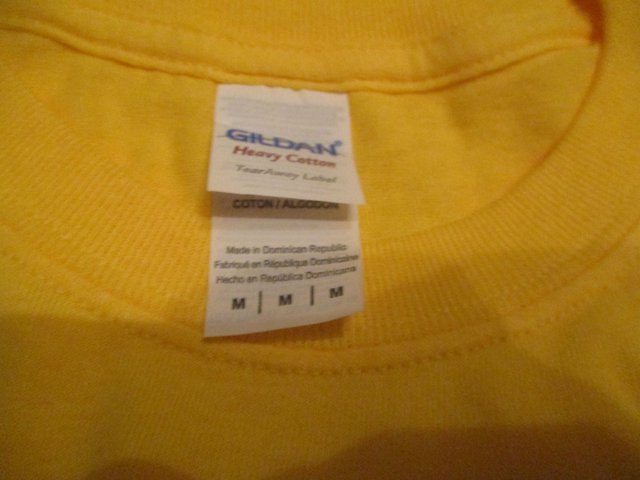 GILDAN®
Heavy Cotton
TearAway Label
COTON / ALGODON
Made in Dominican Republic
Fabriqué en République Dominicaine
Hecho en República Dominicana
M | M | M